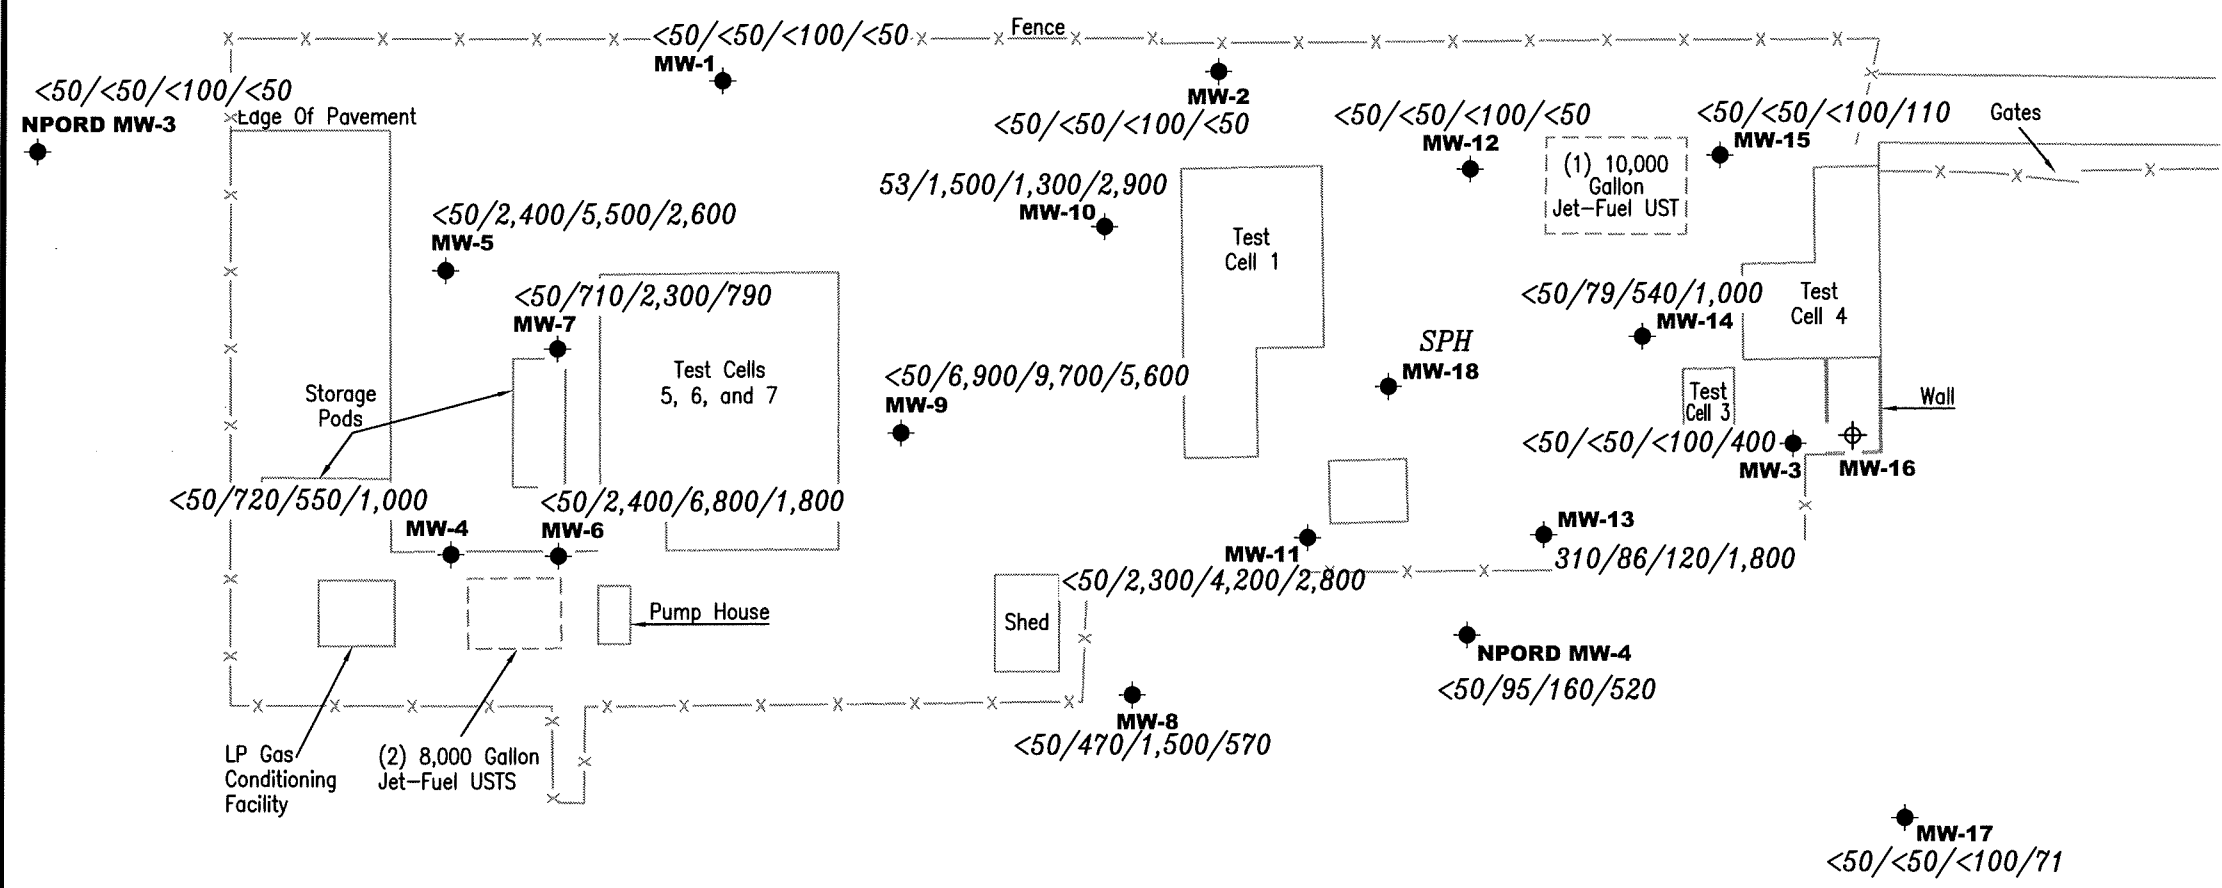 Fence
<50/<50/<100/<50
MW-1
<50/<50/<100/<50
NPORD MW-3
Edge Of Pavement
MW-2
<50/<50/<100/<50
<50/<50/<100/<50
MW-12
<50/<50/<100/110
MW-15
Gates
(1) 10,000
Gallon
Jet-Fuel UST
53/1,500/1,300/2,900
MW-10
<50/2,400/5,500/2,600
MW-5
Test
Cell 1
<50/710/2,300/790
MW-7
<50/79/540/1,000
MW-14
Test
Cell 4
SPH
MW-18
Test Cells
5, 6, and 7
<50/6,900/9,700/5,600
MW-9
Storage
Pods
Test
Cell 3
Wall
<50/<50/<100/400
MW-3
MW-16
<50/720/550/1,000
MW-4
<50/2,400/6,800/1,800
MW-6
MW-13
310/86/120/1,800
MW-11
<50/2,300/4,200/2,800
Pump House
Shed
NPORD MW-4
<50/95/160/520
MW-8
<50/470/1,500/570
LP Gas
Conditioning
Facility
(2) 8,000 Gallon
Jet-Fuel USTS
MW-17
<50/<50/<100/71